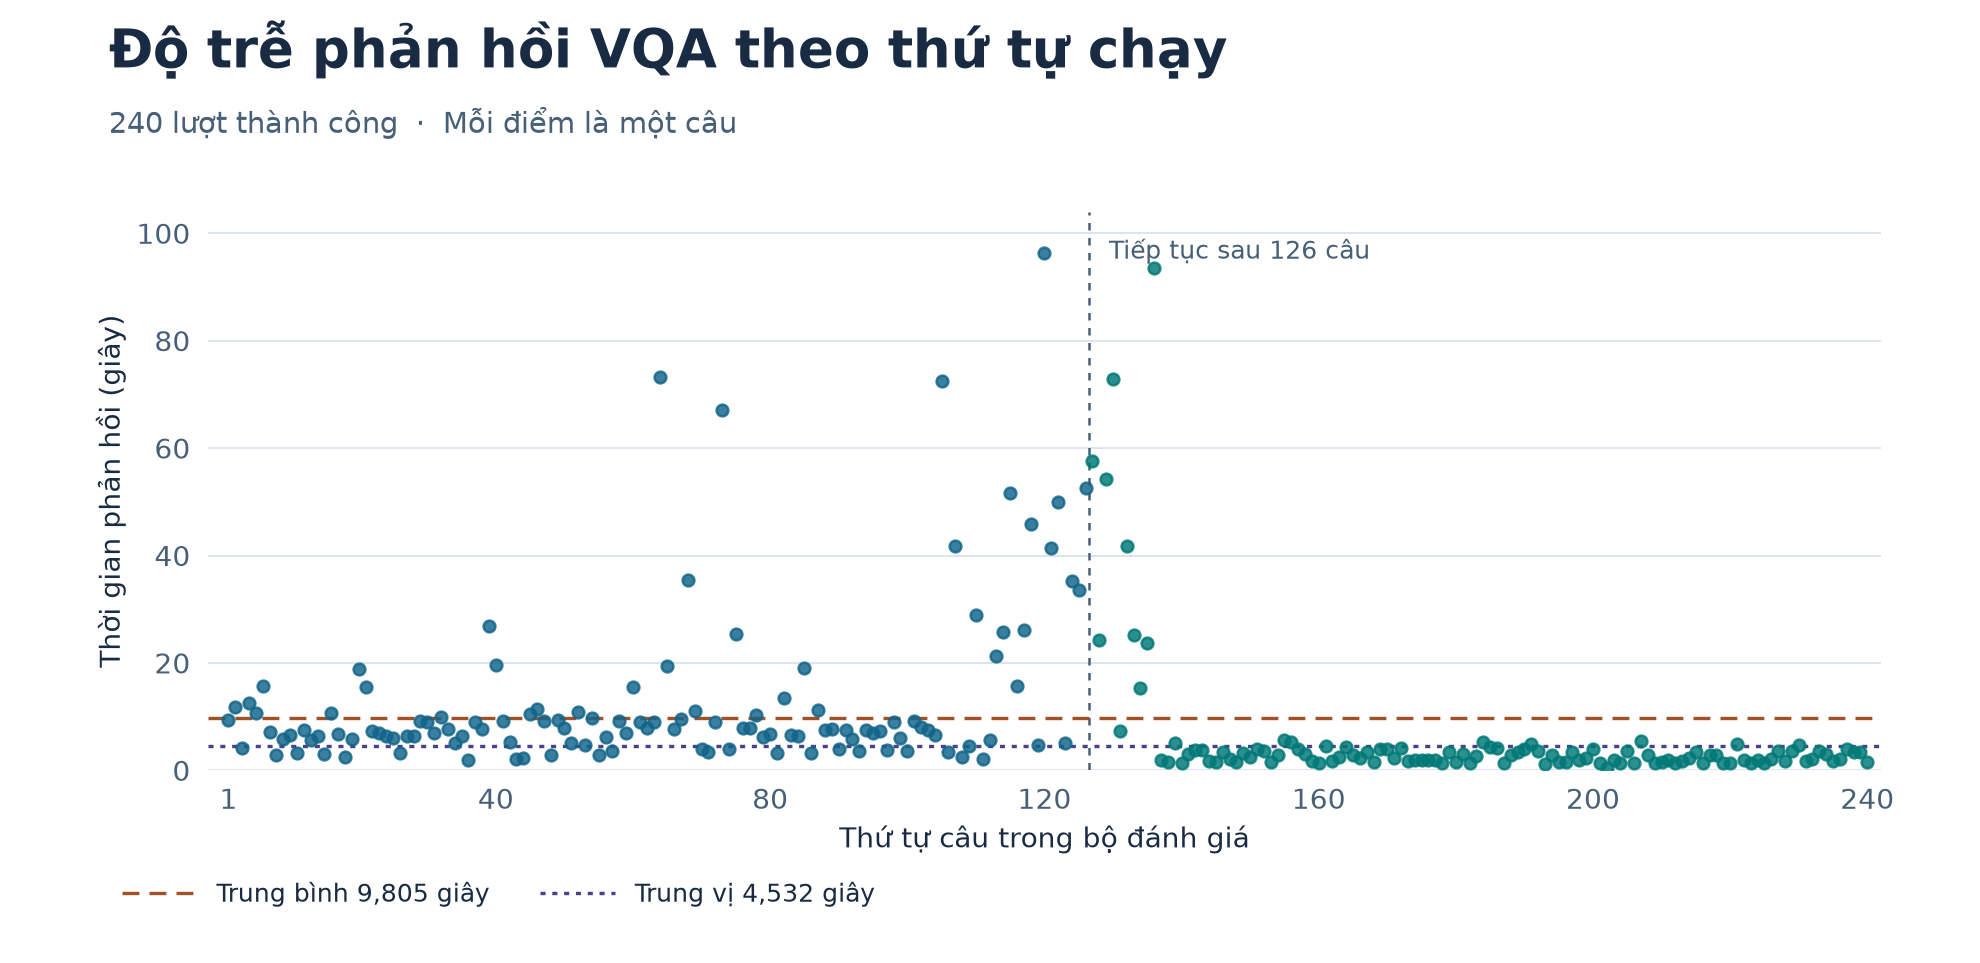 Độ trễ phản hồi VQA theo thứ tự chạy
240 lượt thành công · Mỗi điểm là một câu
Thời gian phản hồi (giây)
100
80
60
40
20
0
Tiếp tục sau 126 câu
1 40 80 120 160 200 240
Thứ tự câu trong bộ đánh giá
Trung bình 9,805 giây Trung vị 4,532 giây